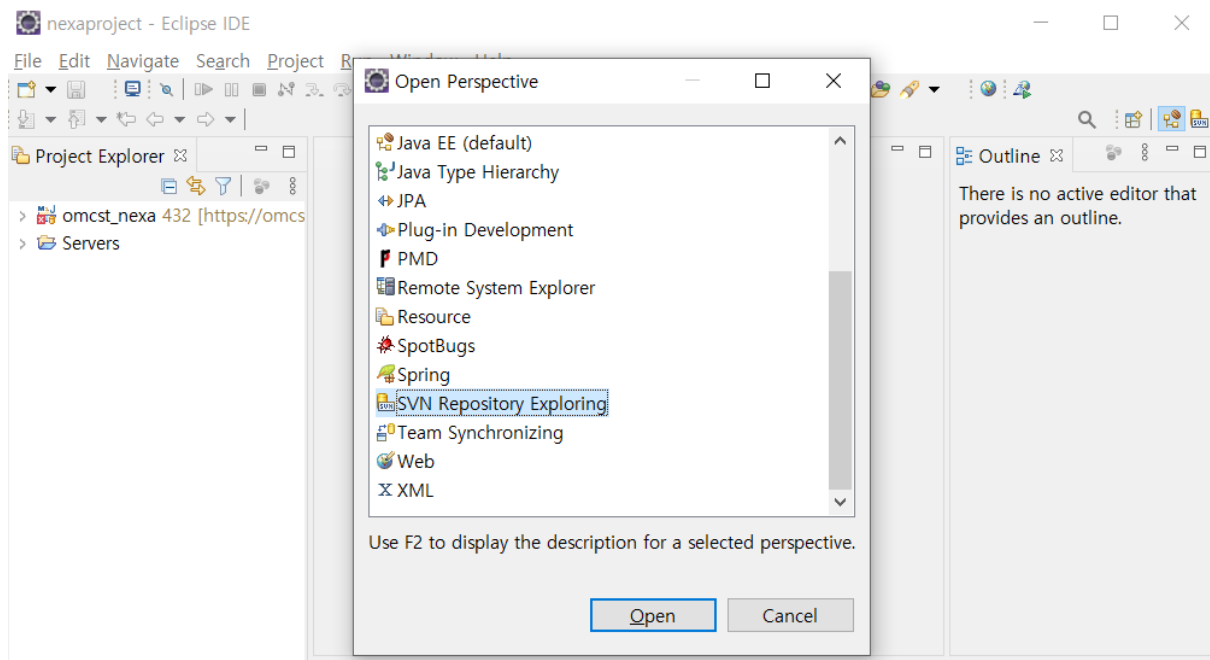 nexaproject - Eclipse IDE
File Edit Navigate Search Project
Open Perspective
Project Explorer
omcst_nexa 432 [https://omcs
Servers
Java EE (default)
Java Type Hierarchy
JPA
Plug-in Development
PMD
Remote System Explorer
Resource
SpotBugs
Spring
SVN Repository Exploring
Team Synchronizing
Web
XML
Use F2 to display the description for a selected perspective.
Open Cancel
Outline
There is no active editor that
provides an outline.